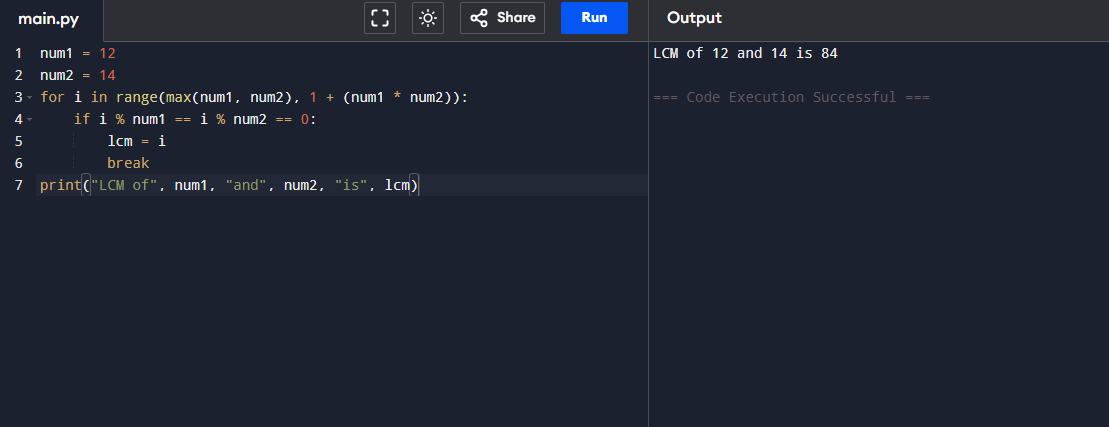 main.py Share Run Output
1 num1 = 12
2 num2 = 14
3 for i in range(max(num1, num2), 1 + (num1 * num2)):
4     if i % num1 == i % num2 == 0:
5         lcm = i
6         break
7 print("LCM of", num1, "and", num2, "is", lcm)
LCM of 12 and 14 is 84
=== Code Execution Successful ===